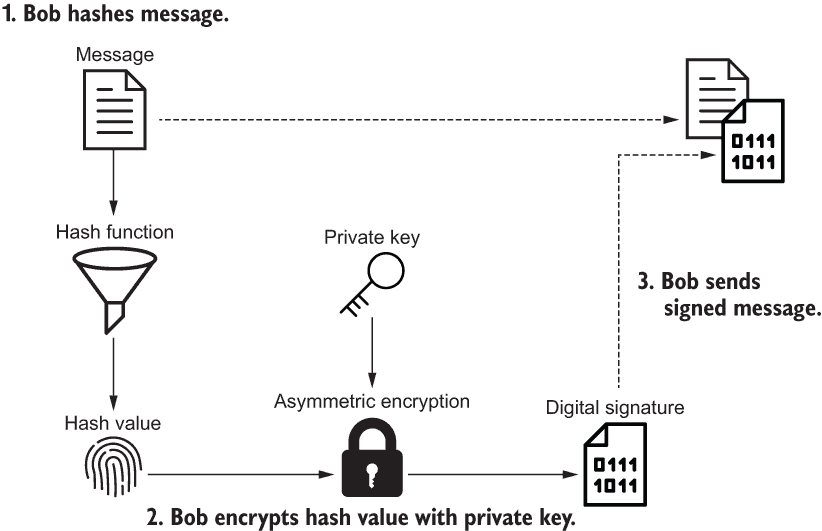 1. Bob hashes message.
Message
0111
1011
Hash function
Private key
3. Bob sends
signed message.
Asymmetric encryption
Digital signature
Hash value
0111
1011
2. Bob encrypts hash value with private key.